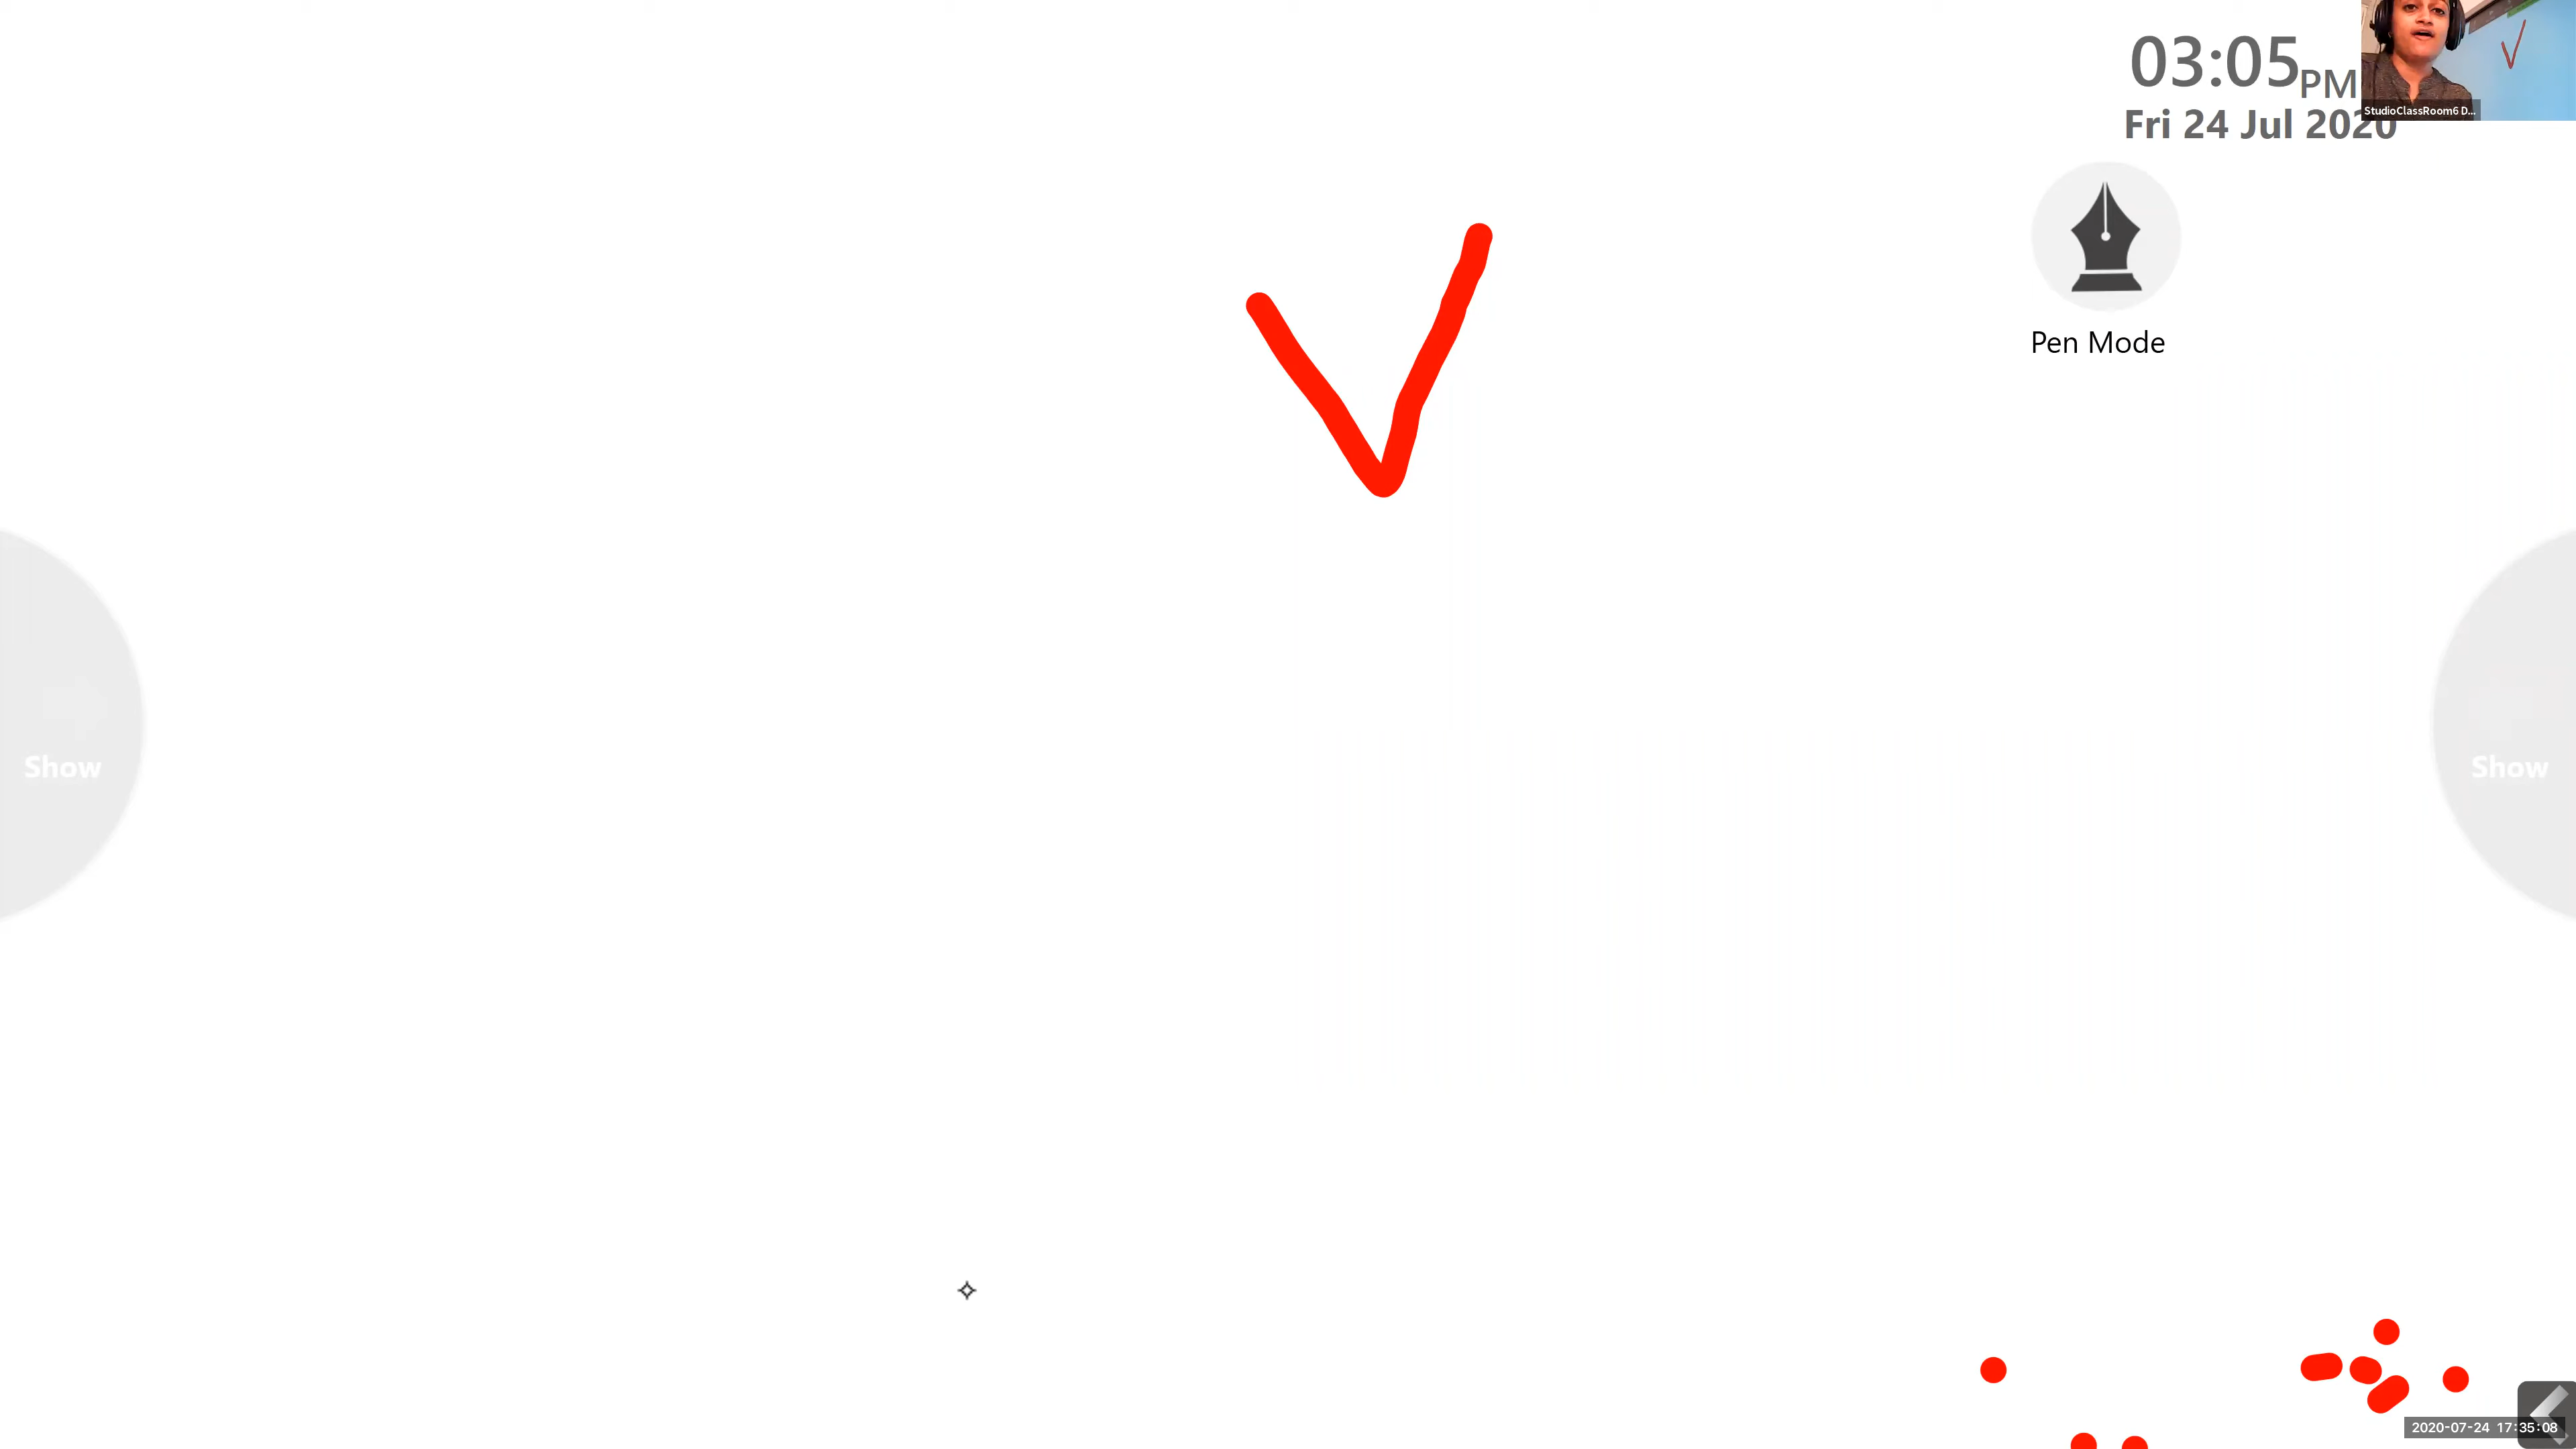 03:05PM
Fri 24 Jul 2020
StudioClassRoom6 D...
Pen Mode
Show
Show
2020-07-24 17:35:08